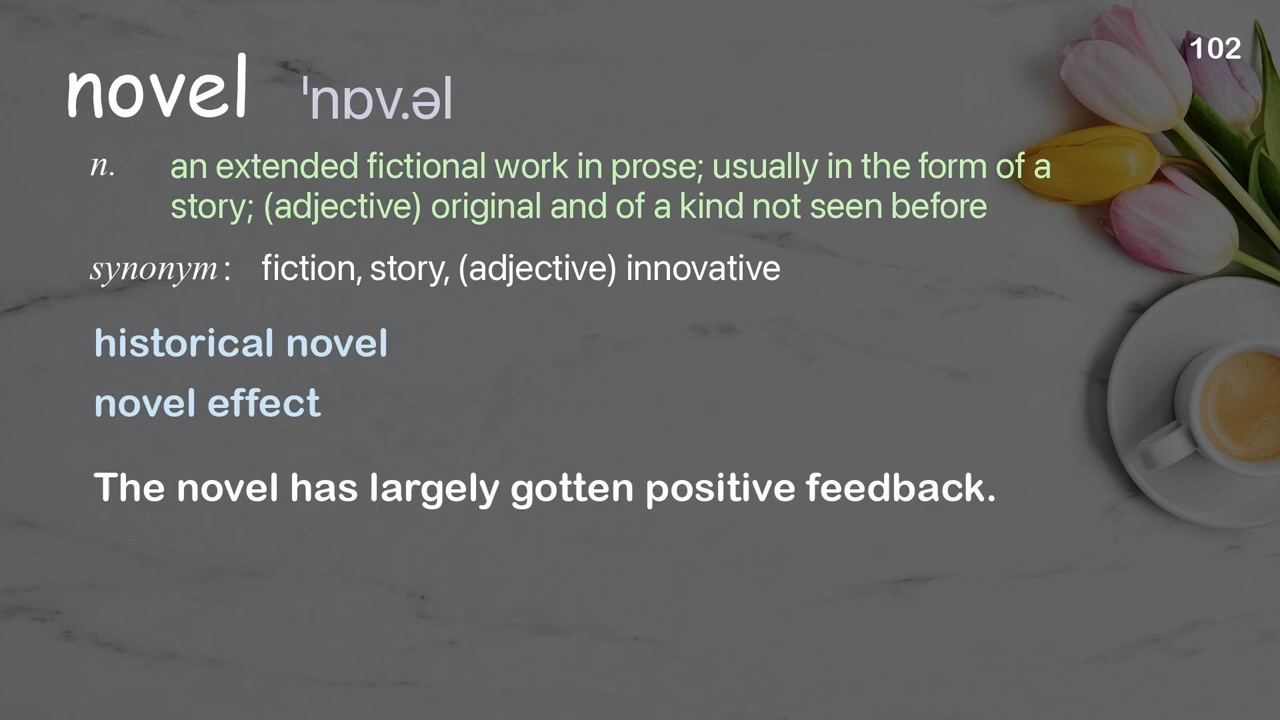 102
novel ˈnɒv.əl
n. an extended fictional work in prose; usually in the form of a
story; (adjective) original and of a kind not seen before
synonym: fiction, story, (adjective) innovative
historical novel
novel effect
The novel has largely gotten positive feedback.